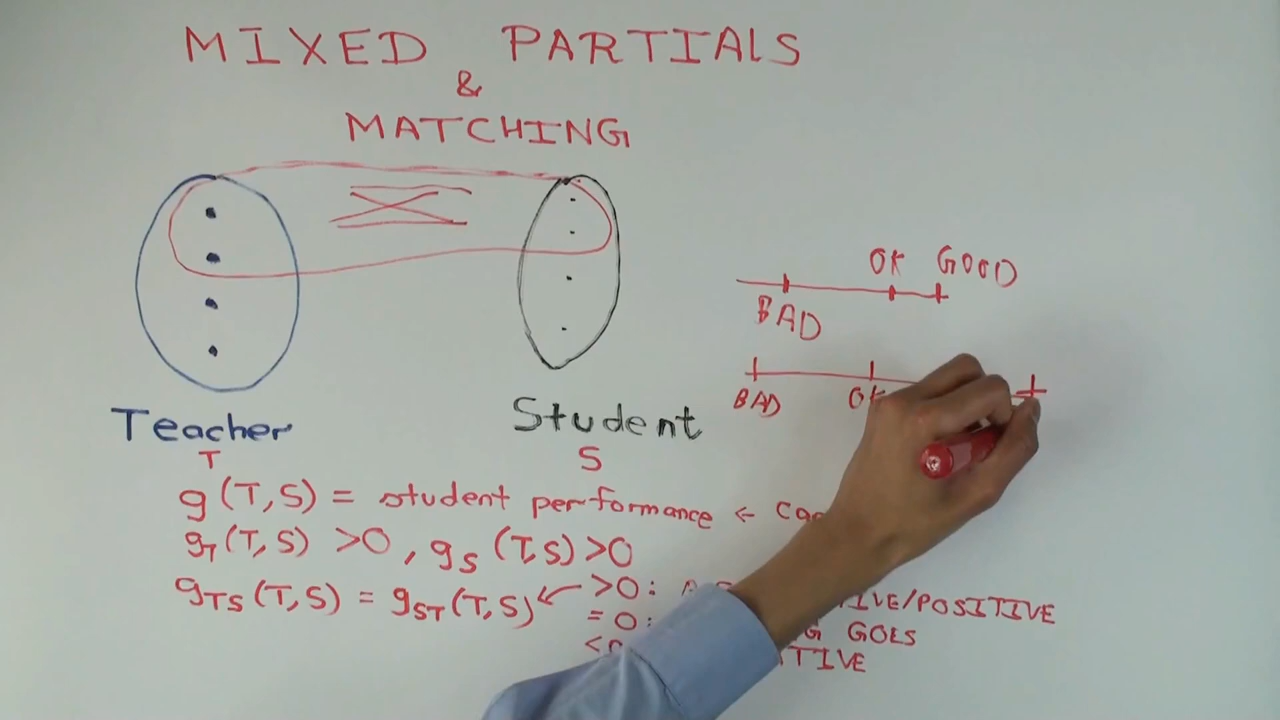 MIXED PARTIALS
&
MATCHING
OK GOOD
BAD
BAD OK
Teacher Student
T S
g(T,S) = student performance ←
gT(T,S) >0, gS(T,S)>0
gTS(T,S) = gST(T,S) ← >0: /POSITIVE
=0: GOES